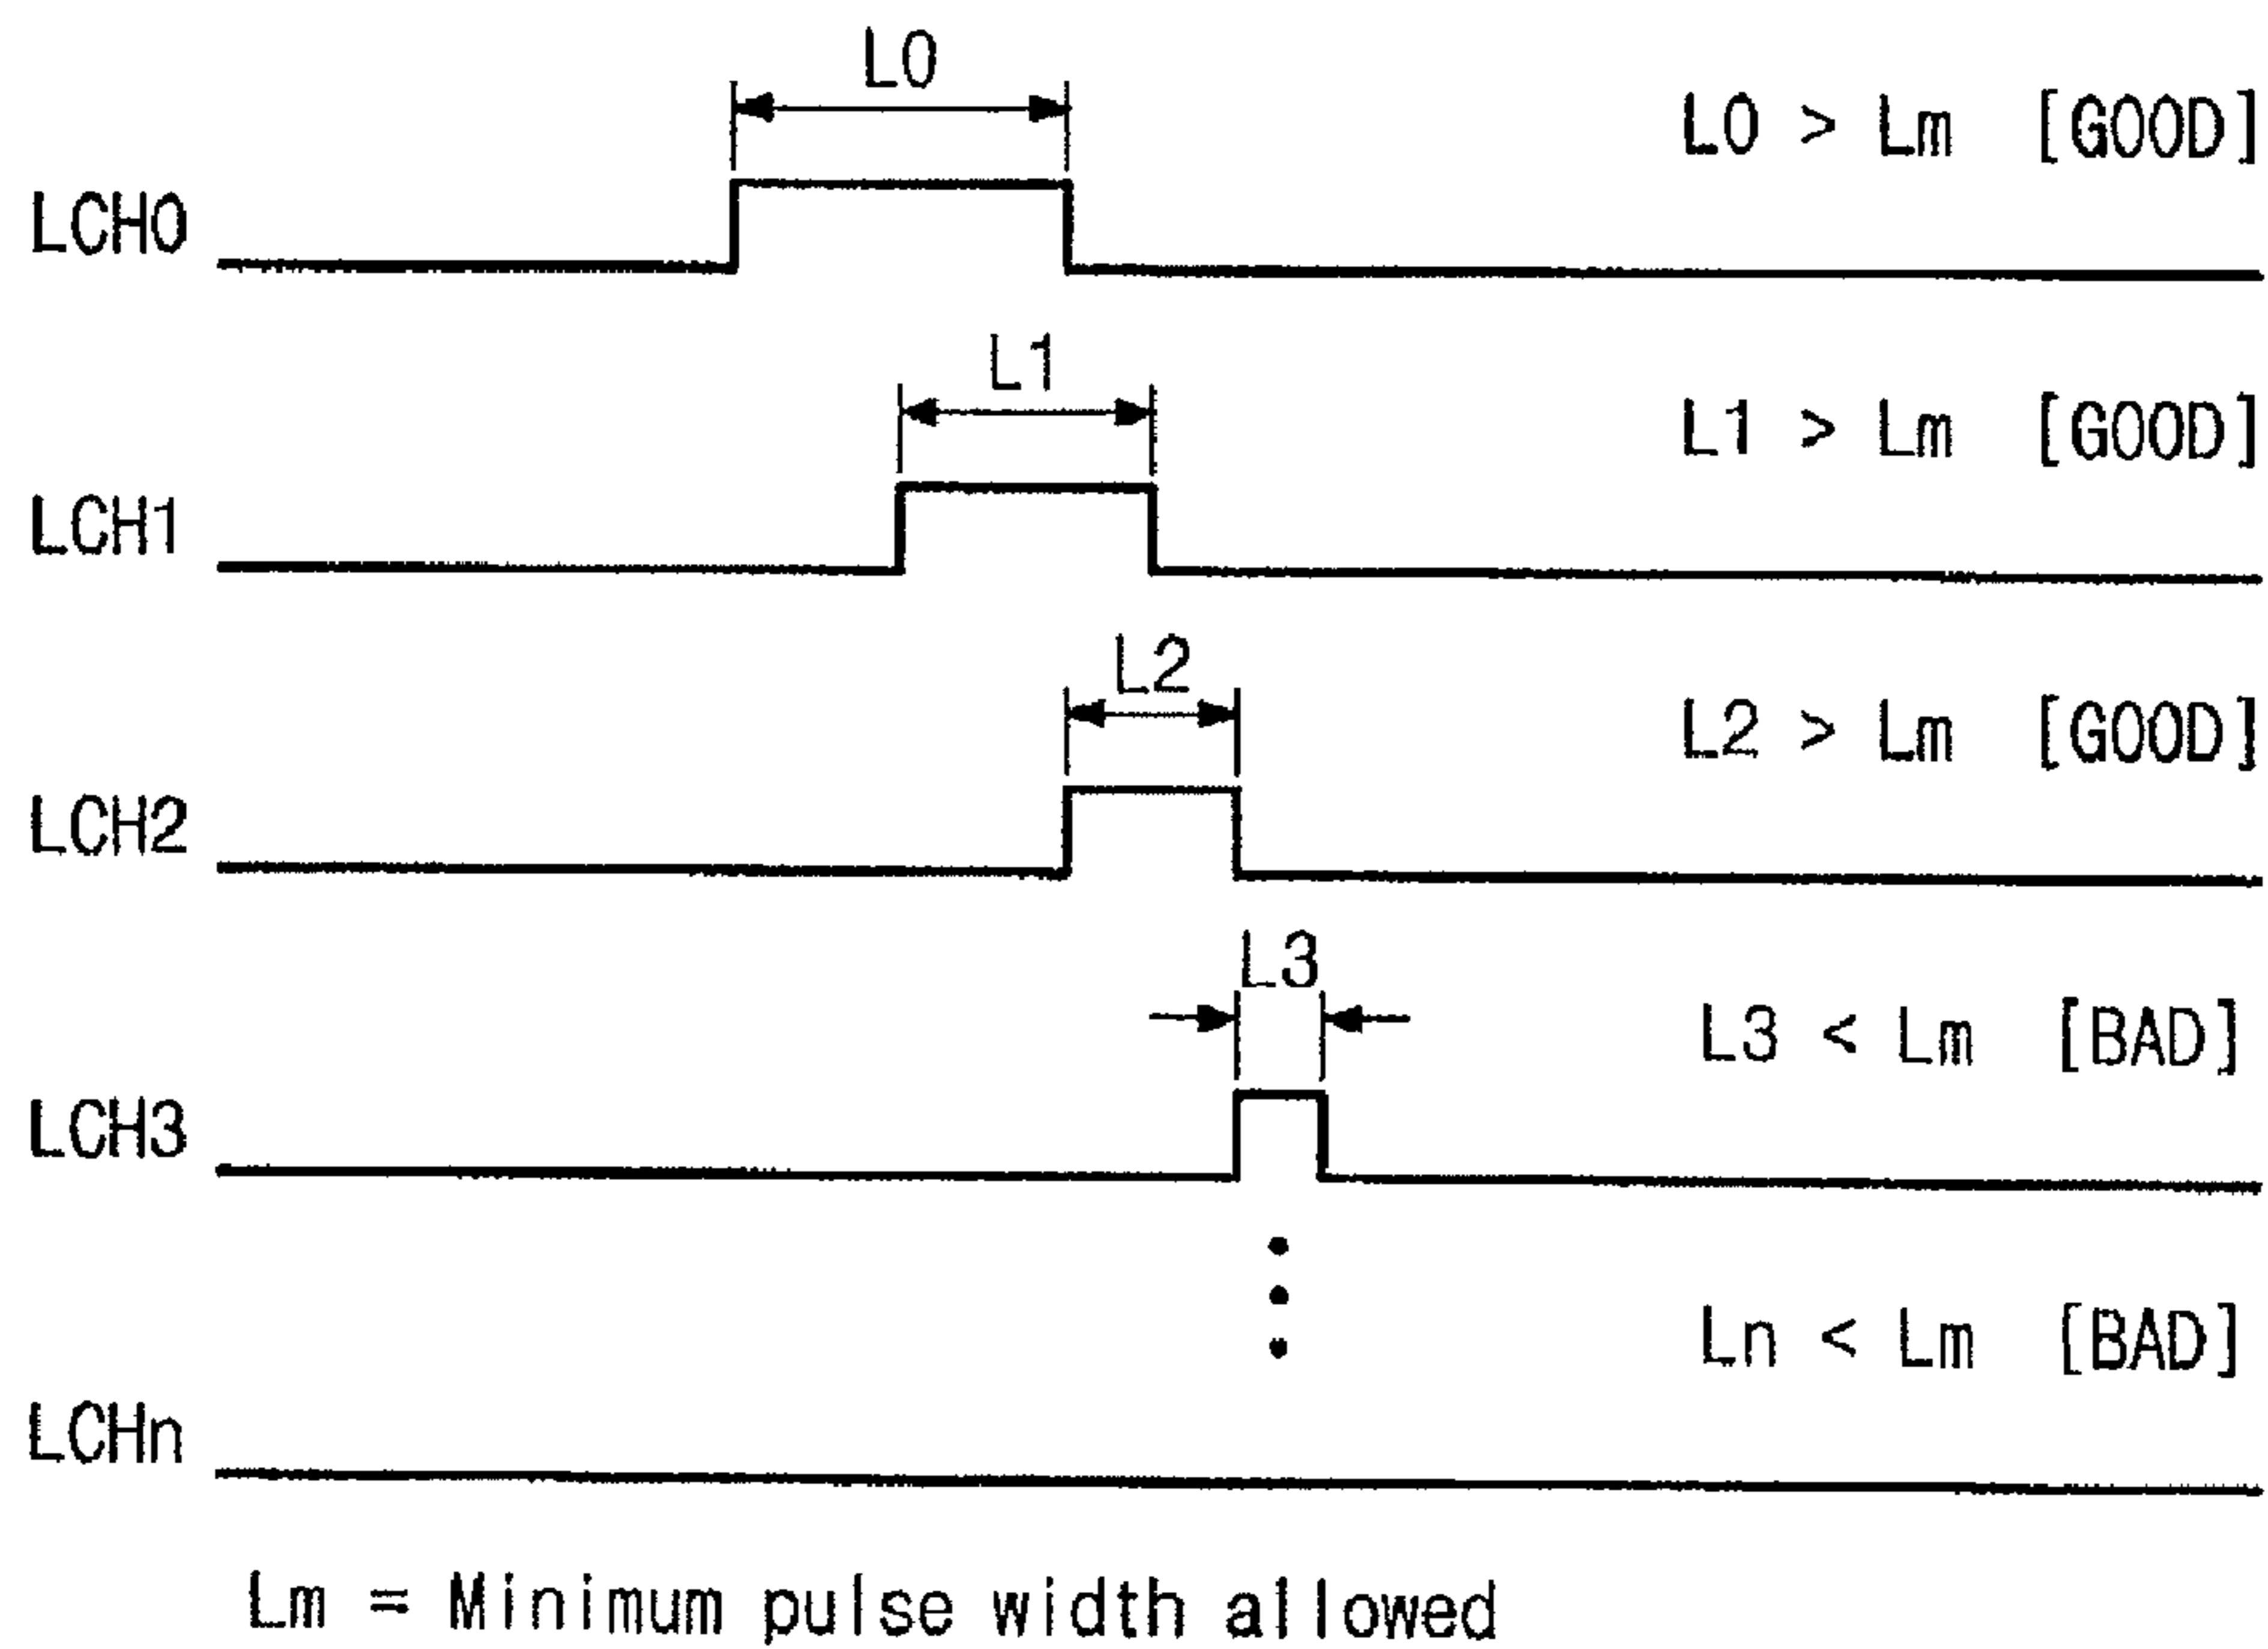 L0
L0 > Lm [GOOD]
LCH0
L1
L1 > Lm [GOOD]
LCH1
L2
L2 > Lm [GOOD]
LCH2
L3
L3 < Lm [BAD]
LCH3
Ln < Lm [BAD]
LCHn
Lm = Minimum pulse width allowed